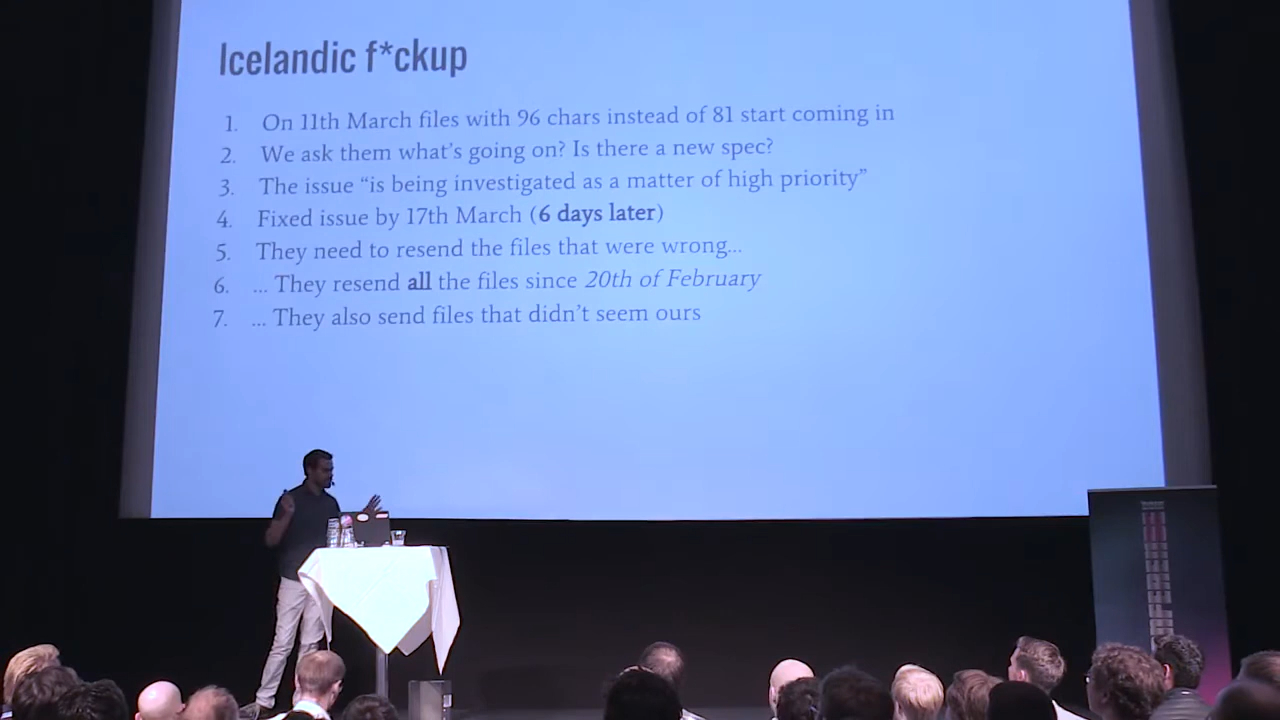 Icelandic f*ckup
1. On 11th March files with 96 chars instead of 81 start coming in
2. We ask them what's going on? Is there a new spec?
3. The issue “is being investigated as a matter of high priority”
4. Fixed issue by 17th March (6 days later)
5. They need to resend the files that were wrong...
6. ... They resend all the files since 20th of February
7. ... They also send files that didn't seem ours